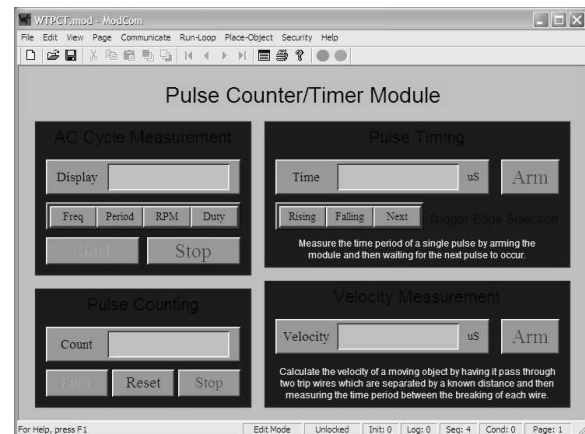 WTPCT.mod - ModCom
File Edit View Page Communicate Run-Loop Place-Object Security Help
Pulse Counter/Timer Module
AC Cycle Measurement
Display
Freq Period RPM Duty
Start Stop
Pulse Counting
Count
Start Reset Stop
Pulse Timing
Time uS Arm
Rising Falling Next Trigger Edge Selection
Measure the time period of a single pulse by arming the
module and then waiting for the next pulse to occur.
Velocity Measurement
Velocity uS Arm
Calculate the velocity of a moving object by having it pass through
two trip wires which are separated by a known distance and then
measuring the time period between the breaking of each wire.
For Help, press F1 Edit Mode Unlocked Init: 0 Log: 0 Seq: 4 Cond: 0 Page: 1